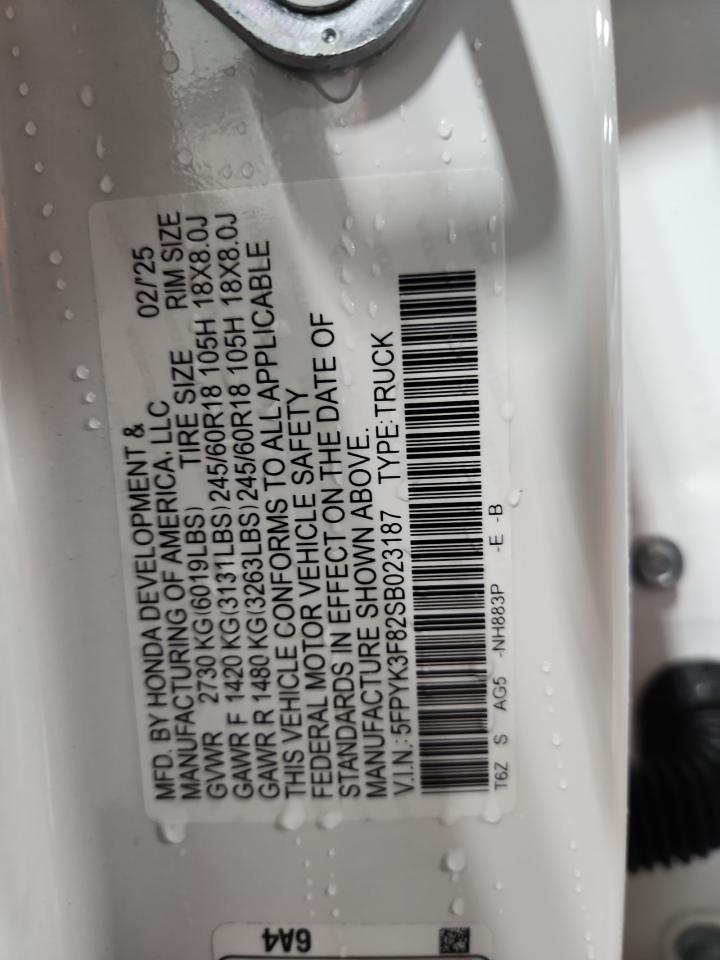 MFD. BY HONDA DEVELOPMENT & 02/'25
MANUFACTURING OF AMERICA, LLC
TIRE SIZE RIM SIZE
GVWR 2730 KG(6019LBS)
GAWR F 1420 KG(3131LBS) 245/60R18 105H 18X8.0J
GAWR R 1480 KG(3263LBS) 245/60R18 105H 18X8.0J
THIS VEHICLE CONFORMS TO ALL APPLICABLE
FEDERAL MOTOR VEHICLE SAFETY
STANDARDS IN EFFECT ON THE DATE OF
MANUFACTURE SHOWN ABOVE.
V.I.N.: 5FPYK3F82SB023187 TYPE: TRUCK
T6Z S AG5 -NH883P -E -B
6A4